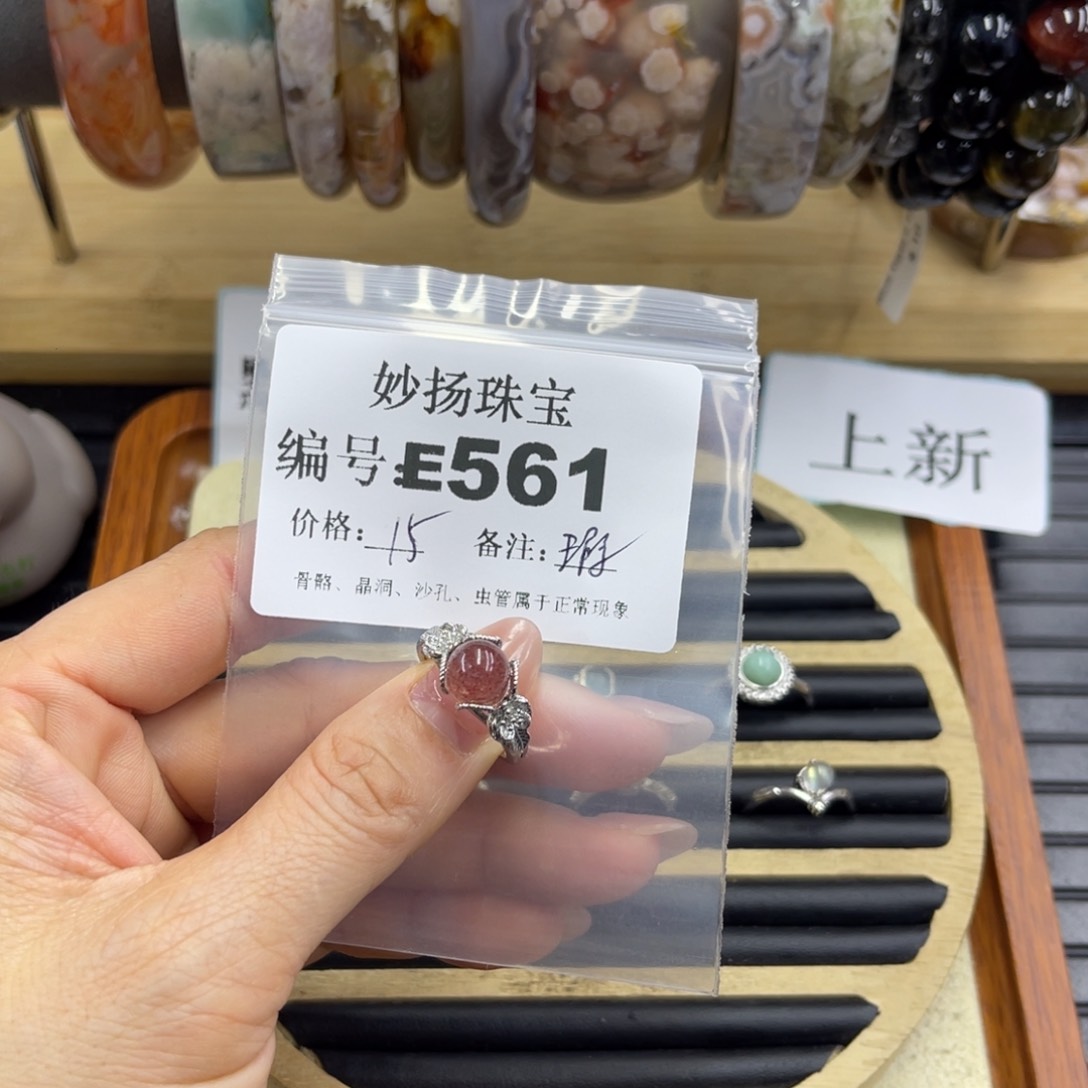 妙扬珠宝
编号:E561
价格: 15 备注: 瑕
骨骼、晶洞、沙孔、虫管属于正常现象
上新